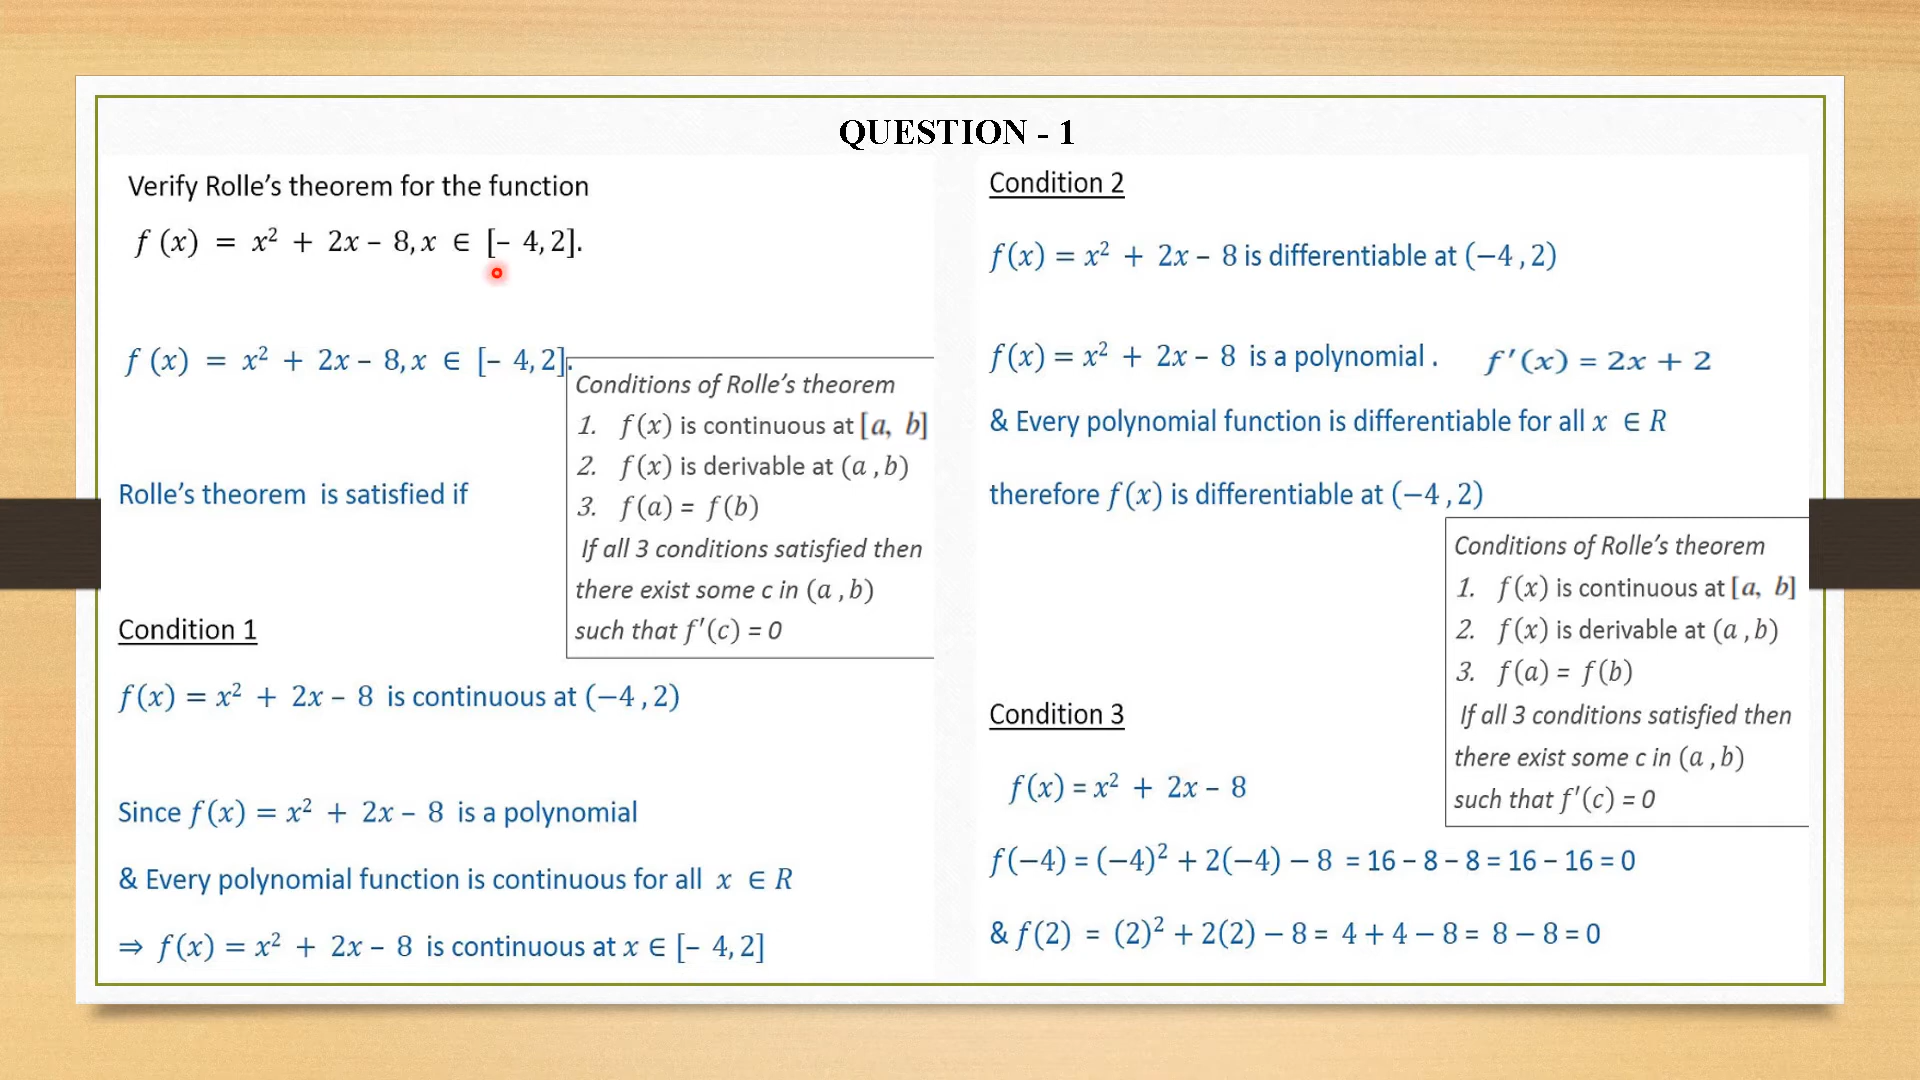 QUESTION - 1
Verify Rolle's theorem for the function
f (x) = x² + 2x – 8, x ∈ [– 4, 2].
f (x) = x² + 2x – 8, x ∈ [– 4, 2].
Rolle's theorem is satisfied if
Conditions of Rolle's theorem
1. f(x) is continuous at [a, b]
2. f(x) is derivable at (a , b)
3. f(a) = f(b)
If all 3 conditions satisfied then
there exist some c in (a , b)
such that f′(c) = 0
Condition 1
f(x) = x² + 2x – 8 is continuous at (−4 , 2)
Since f(x) = x² + 2x – 8 is a polynomial
& Every polynomial function is continuous for all x ∈ R
⇒ f(x) = x² + 2x – 8 is continuous at x ∈ [– 4, 2]
Condition 2
f(x) = x² + 2x – 8 is differentiable at (−4 , 2)
f(x) = x² + 2x – 8 is a polynomial . f′(x) = 2x + 2
& Every polynomial function is differentiable for all x ∈ R
therefore f(x) is differentiable at (−4 , 2)
Conditions of Rolle's theorem
1. f(x) is continuous at [a, b]
2. f(x) is derivable at (a , b)
3. f(a) = f(b)
If all 3 conditions satisfied then
there exist some c in (a , b)
such that f′(c) = 0
Condition 3
f(x) = x² + 2x – 8
f(−4) = (−4)² + 2(−4) − 8 = 16 − 8 − 8 = 16 − 16 = 0
& f(2) = (2)² + 2(2) − 8 = 4 + 4 − 8 = 8 − 8 = 0